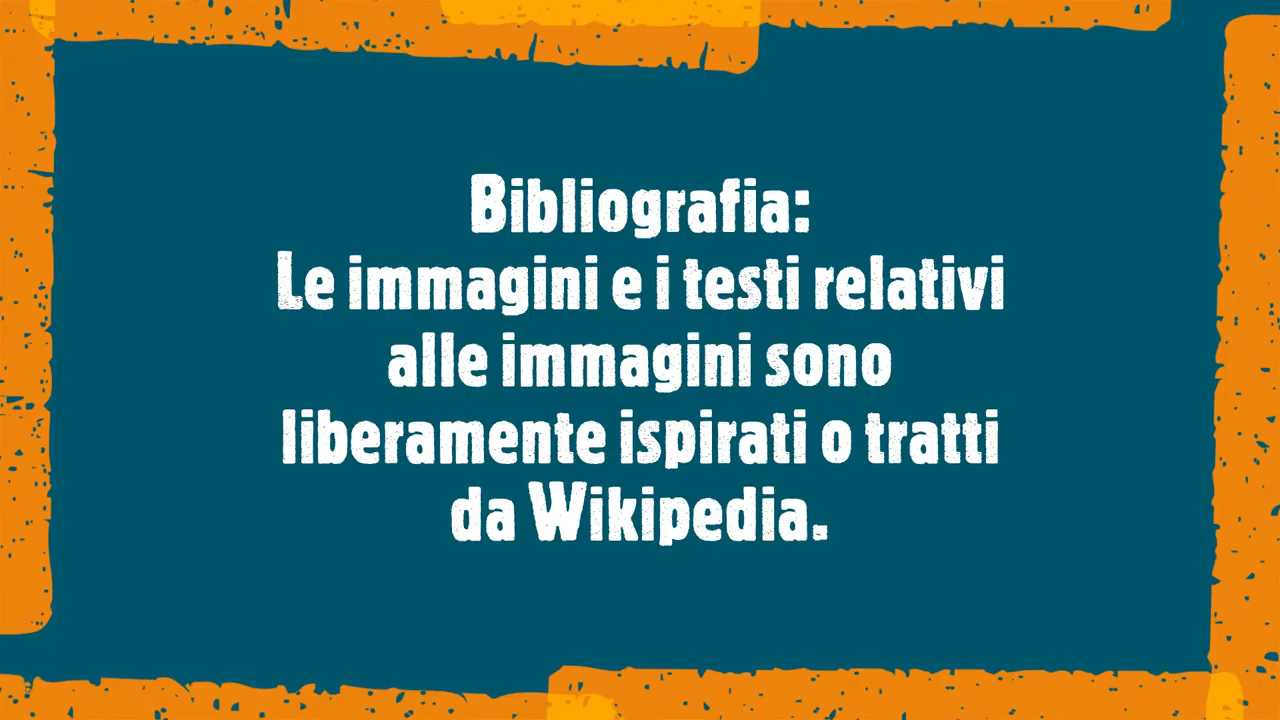 Bibliografia:
Le immagini e i testi relativi
alle immagini sono
liberamente ispirati o tratti
da Wikipedia.